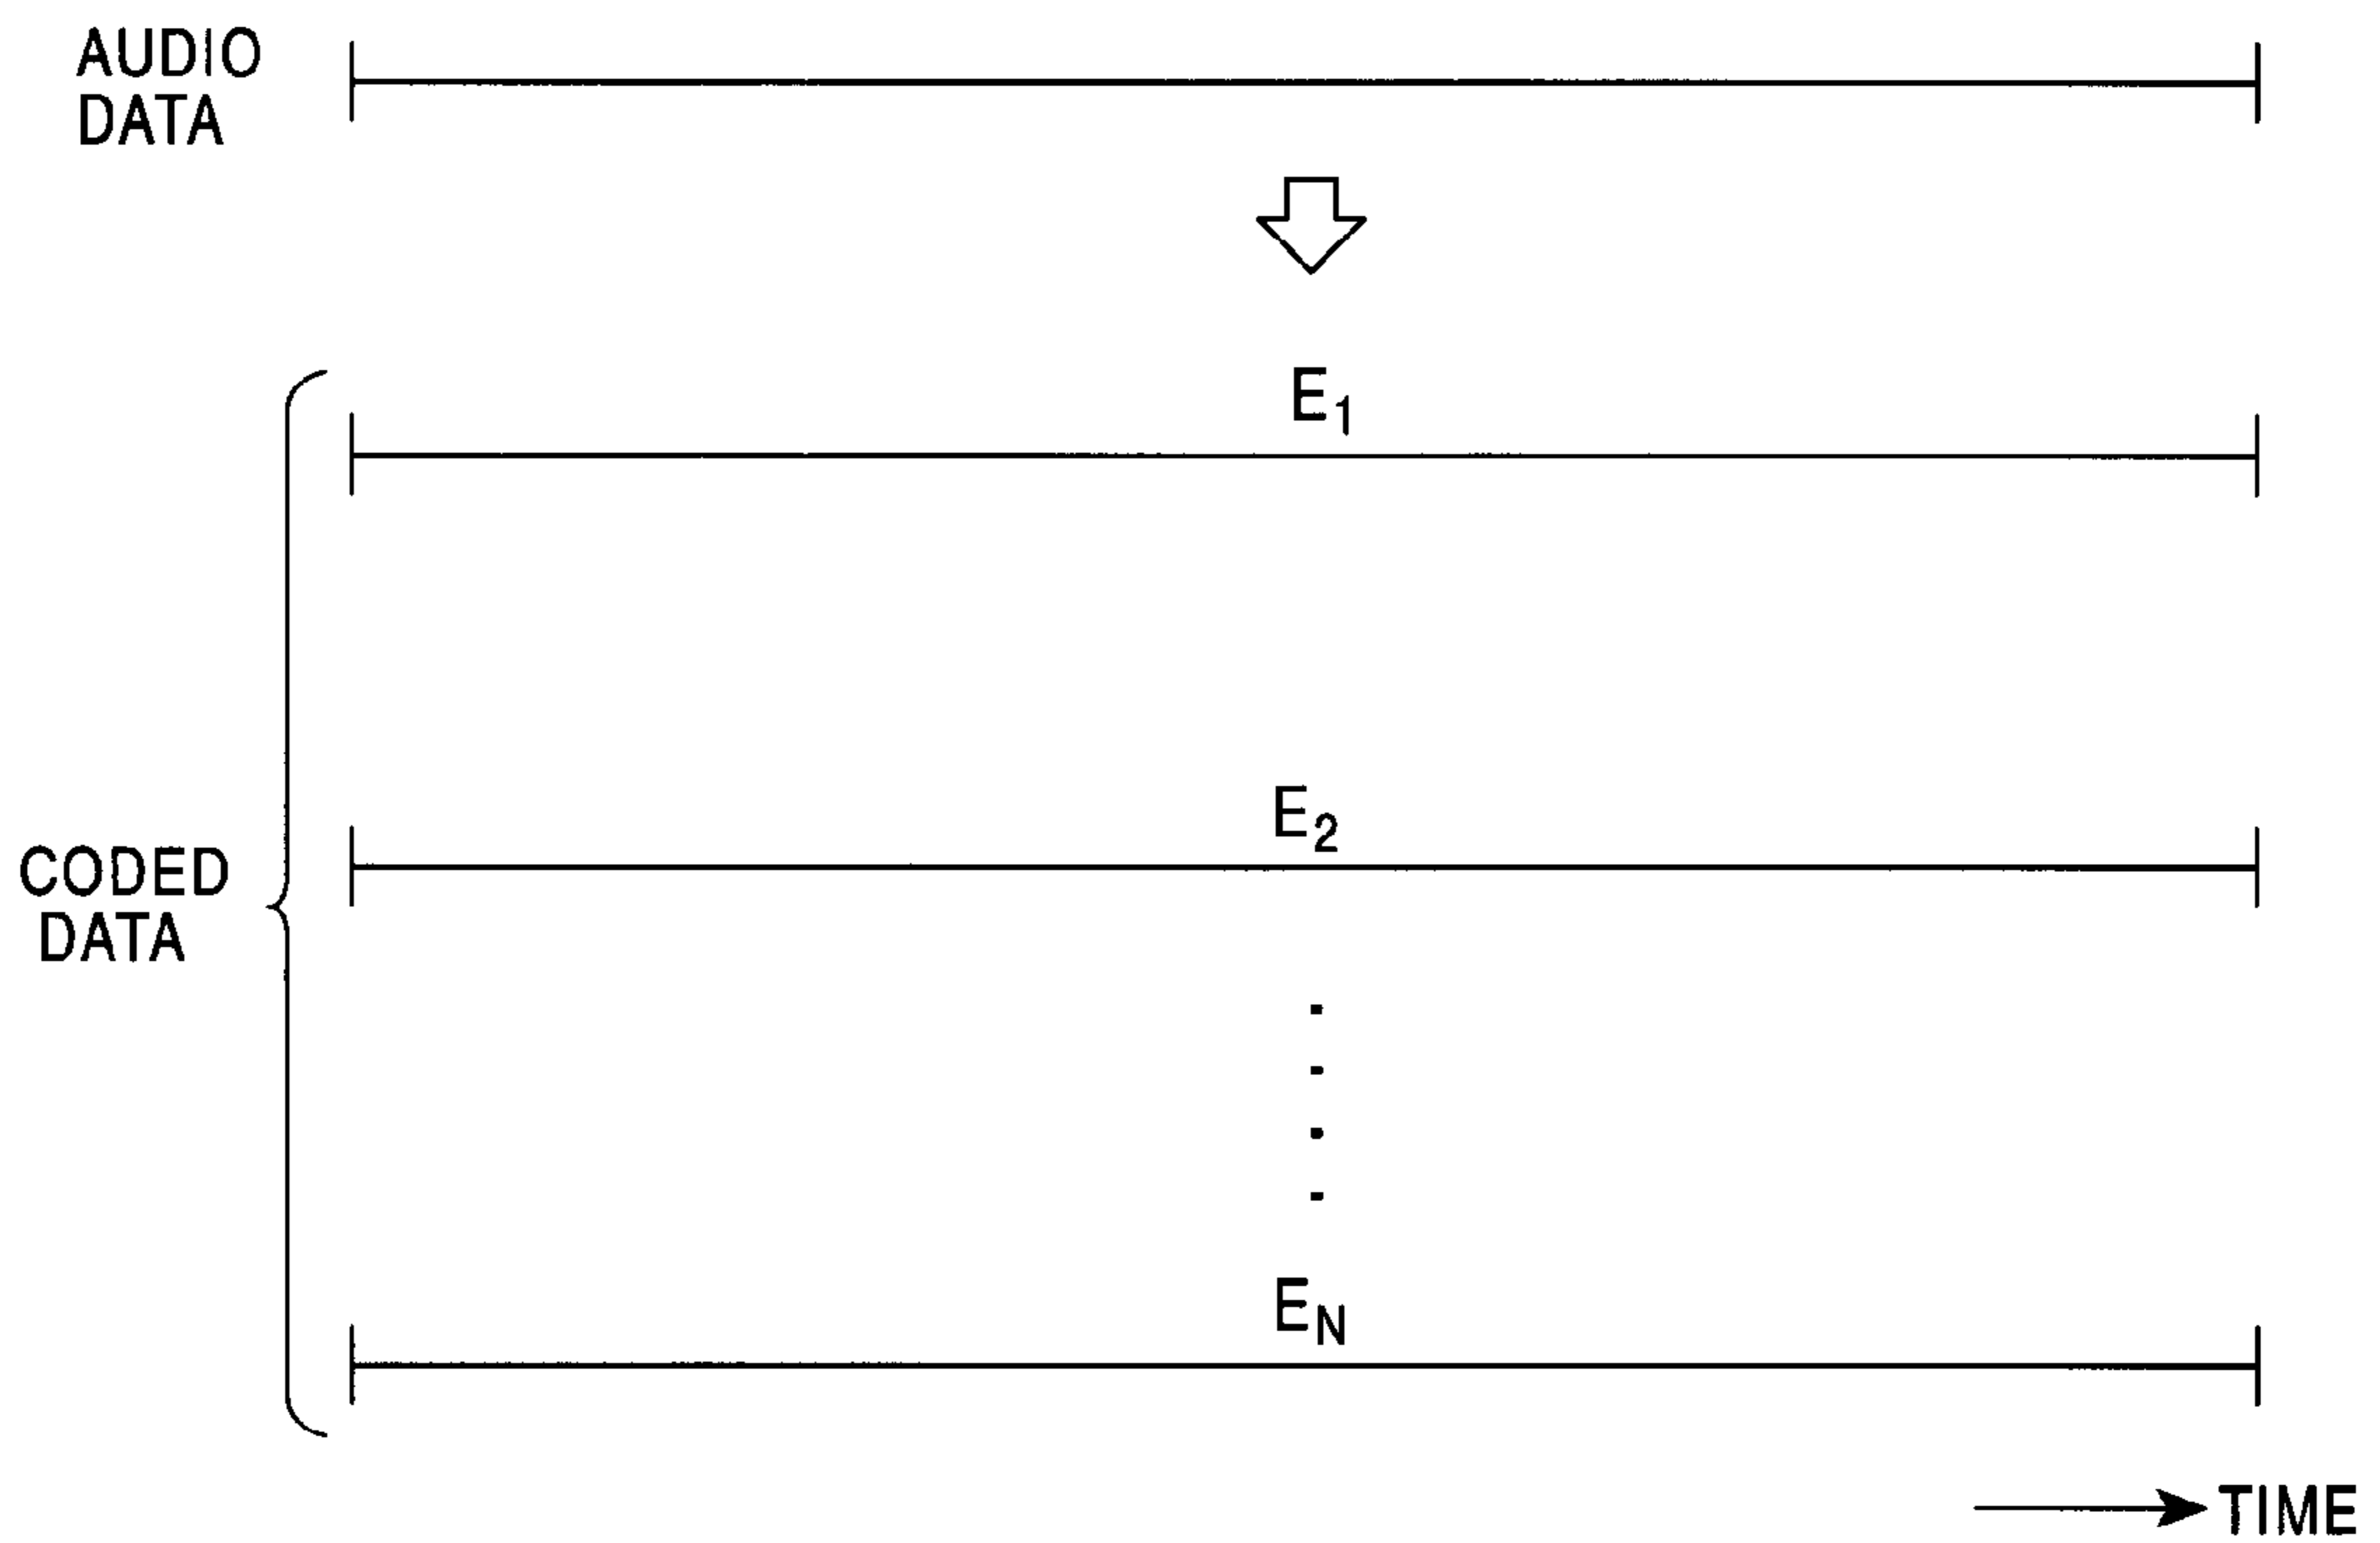 AUDIO
DATA
E1
E2
CODED
DATA
EN
TIME